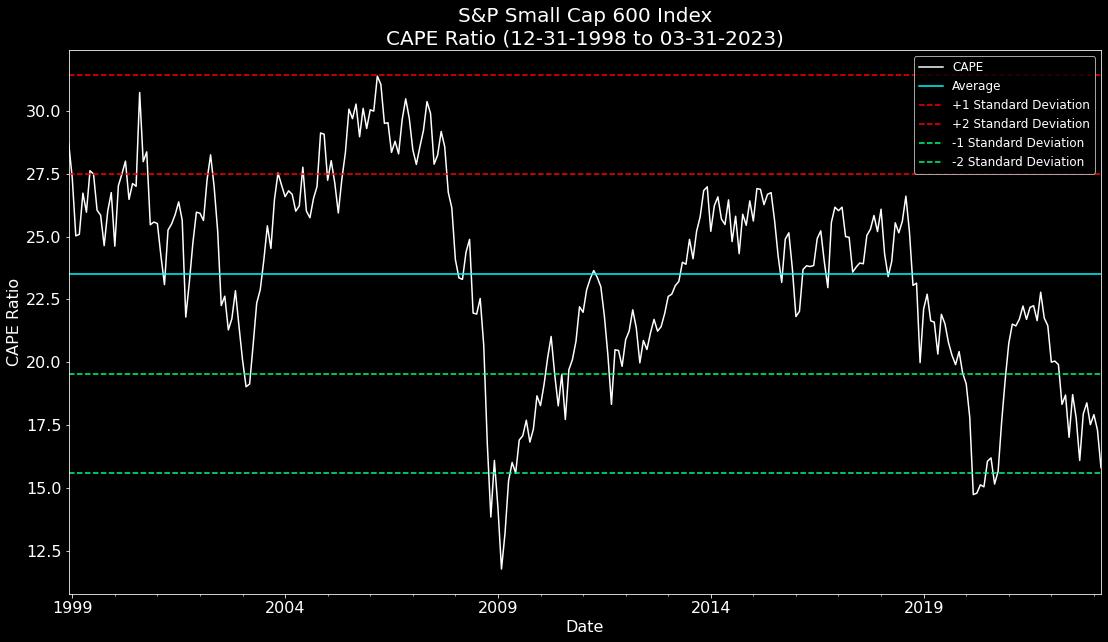 S&P Small Cap 600 Index
CAPE Ratio (12-31-1998 to 03-31-2023)
CAPE
Average
+1 Standard Deviation
+2 Standard Deviation
-1 Standard Deviation
-2 Standard Deviation
CAPE Ratio
30.0
27.5
25.0
22.5
20.0
17.5
15.0
12.5
1999
2004
2009
2014
2019
Date